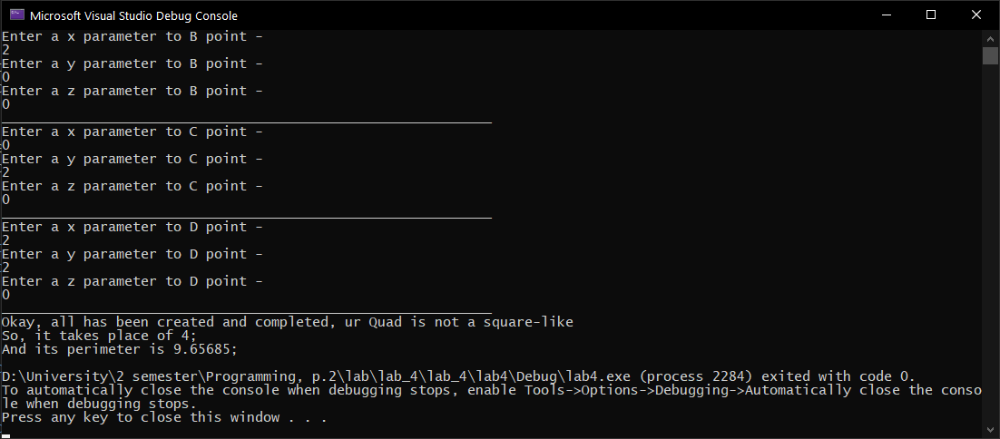 Microsoft Visual Studio Debug Console
Enter a x parameter to B point -
2
Enter a y parameter to B point -
0
Enter a z parameter to B point -
0
____________________________________________________________
Enter a x parameter to C point -
0
Enter a y parameter to C point -
2
Enter a z parameter to C point -
0
____________________________________________________________
Enter a x parameter to D point -
2
Enter a y parameter to D point -
2
Enter a z parameter to D point -
0
____________________________________________________________
Okay, all has been created and completed, ur Quad is not a square-like
So, it takes place of 4;
And its perimeter is 9.65685;
D:\University\2 semester\Programming, p.2\lab\lab_4\lab_4\lab4\Debug\lab4.exe (process 2284) exited with code 0.
To automatically close the console when debugging stops, enable Tools->Options->Debugging->Automatically close the conso
le when debugging stops.
Press any key to close this window . . .